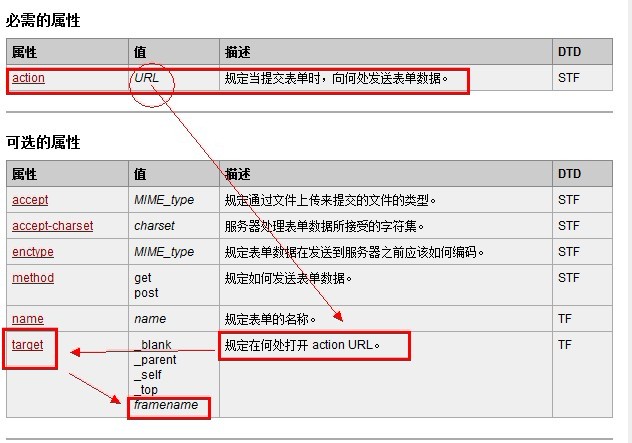 必需的属性
属性 值 描述 DTD
action URL 规定当提交表单时，向何处发送表单数据。 STF
可选的属性
属性 值 描述 DTD
accept MIME_type 规定通过文件上传来提交的文件的类型。 STF
accept-charset charset 服务器处理表单数据所接受的字符集。 STF
enctype MIME_type 规定表单数据在发送到服务器之前应该如何编码。 STF
method get 规定如何发送表单数据。 STF
post
name name 规定表单的名称。 TF
target _blank 规定在何处打开 action URL。 TF
_parent
_self
_top
framename